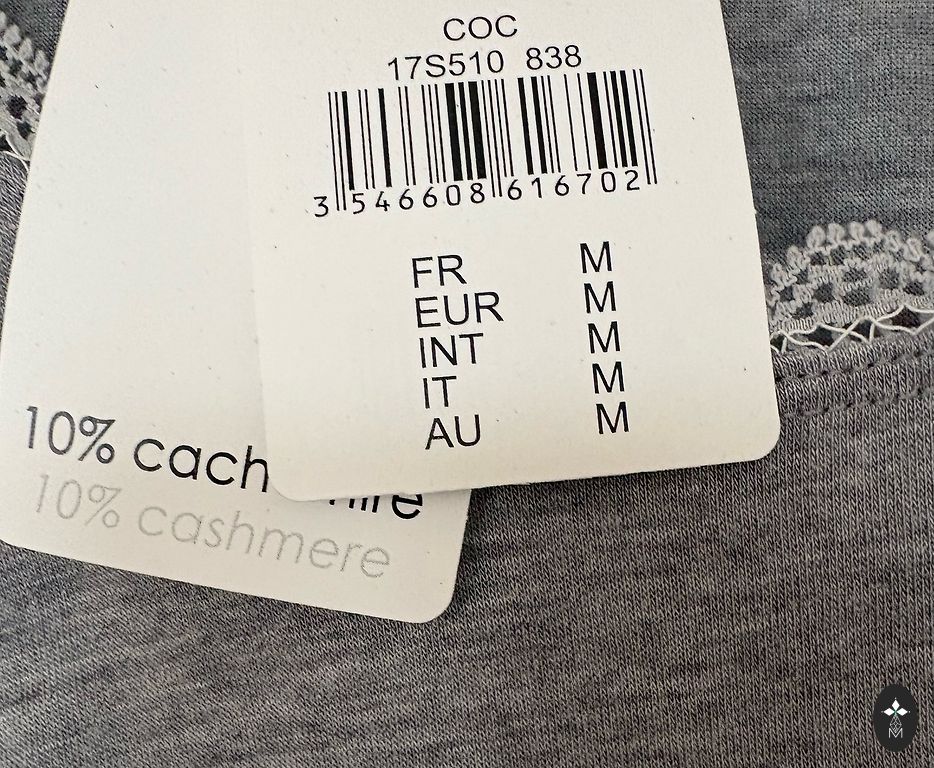 COC
17S510 838
3 546608 616702
FR M
EUR M
INT M
IT M
AU M
10% cach
10% cashmere